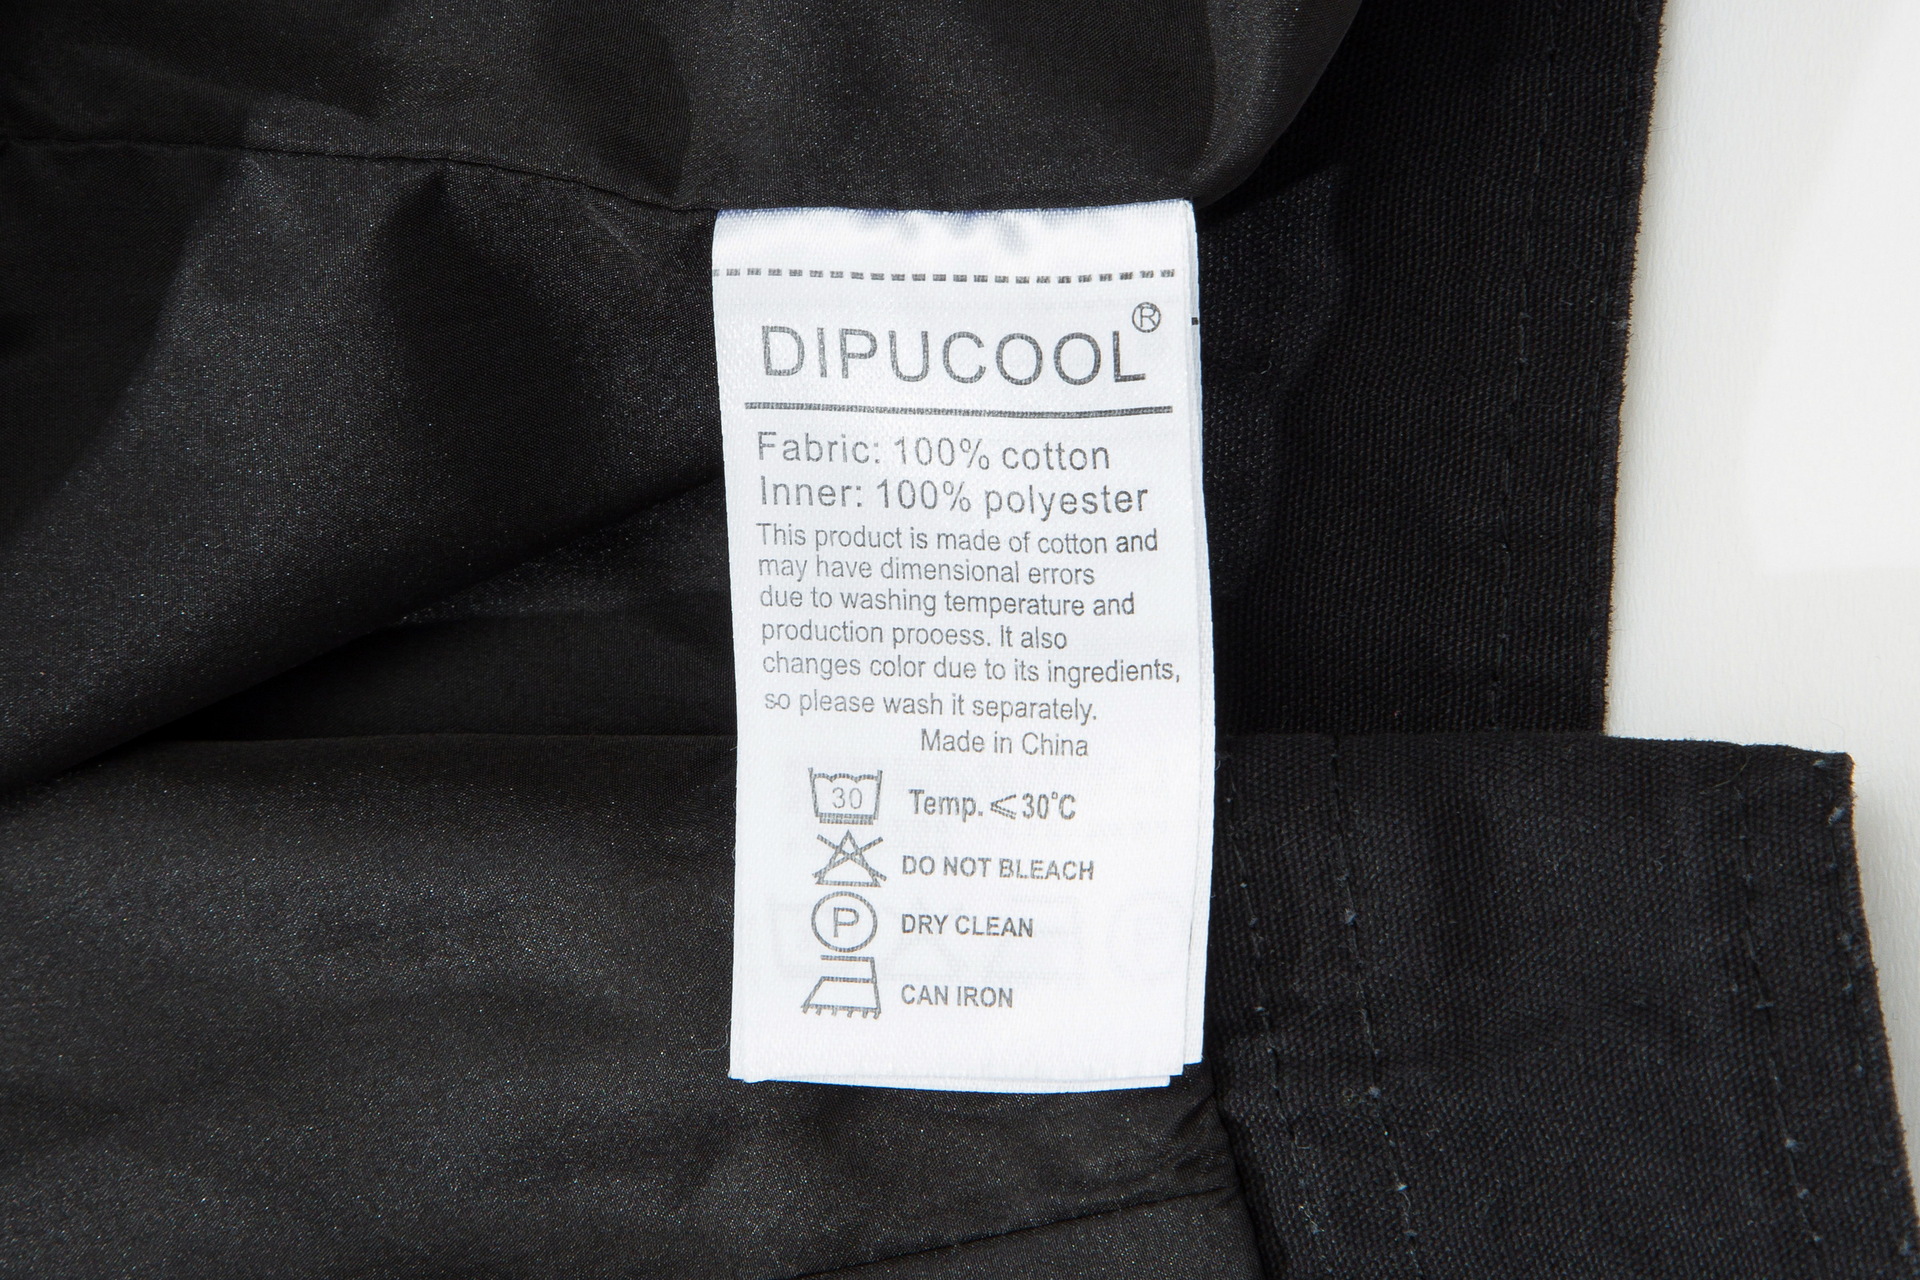 DIPUCOOL®
Fabric: 100% cotton
Inner: 100% polyester
This product is made of cotton and
may have dimensional errors
due to washing temperature and
production prooess. It also
changes color due to its ingredients,
so please wash it separately.
Made in China
30 Temp. ⩽30°C
DO NOT BLEACH
P DRY CLEAN
CAN IRON